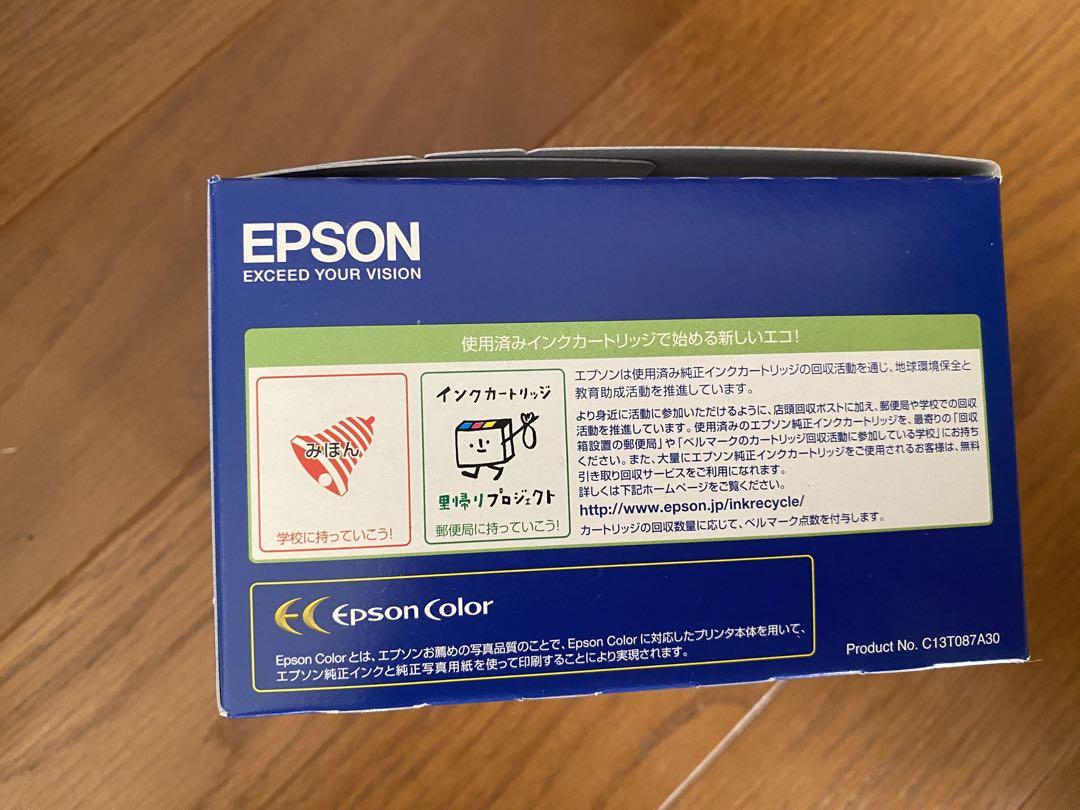 EPSON
EXCEED YOUR VISION
使用済みインクカートリッジで始める新しいエコ!
みほん
学校に持っていこう!
インクカートリッジ
里帰りプロジェクト
郵便局に持っていこう!
エプソンは使用済み純正インクカートリッジの回収活動を通じ、地球環境保全と
教育助成活動を推進しています。
より身近に活動に参加いただけるように、店頭回収ポストに加え、郵便局や学校での回収
活動を推進しています。使用済みのエプソン純正インクカートリッジを、最寄りの「回収
箱設置の郵便局」や「ベルマークのカートリッジ回収活動に参加している学校」にお持ち
ください。また、大量にエプソン純正インクカートリッジをご使用されるお客様は、無料
引き取り回収サービスをご利用になれます。
詳しくは下記ホームページをご覧ください。
http://www.epson.jp/inkrecycle/
カートリッジの回収数量に応じて、ベルマーク点数を付与します。
Epson Color
Epson Colorとは、エプソンお薦めの写真品質のことで、Epson Colorに対応したプリンタ本体を用いて、
エプソン純正インクと純正写真用紙を使って印刷することにより実現されます。
Product No. C13T087A30